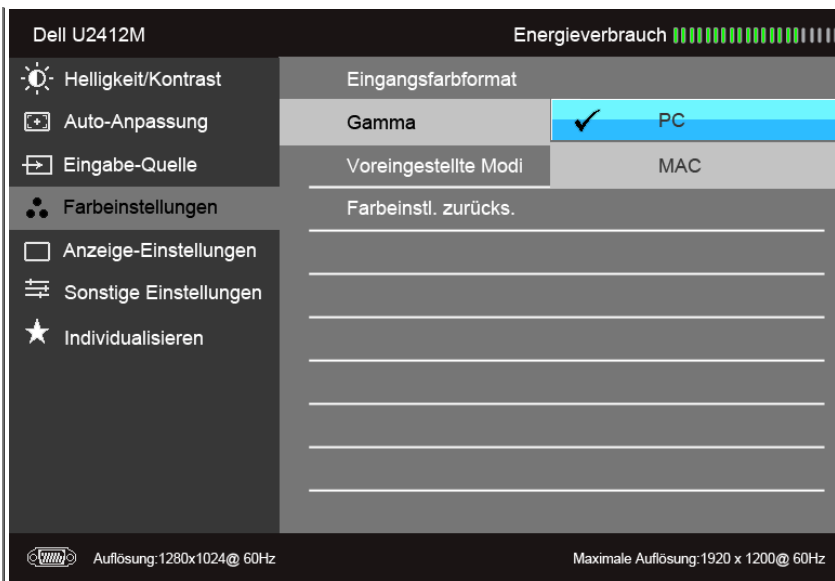 Dell U2412M Energieverbrauch
Helligkeit/Kontrast Eingangsfarbformat
Auto-Anpassung Gamma ✓ PC
Eingabe-Quelle Voreingestellte Modi MAC
Farbeinstellungen Farbeinstl. zurücks.
Anzeige-Einstellungen
Sonstige Einstellungen
Individualisieren
Auflösung:1280x1024@ 60Hz Maximale Auflösung:1920 x 1200@ 60Hz